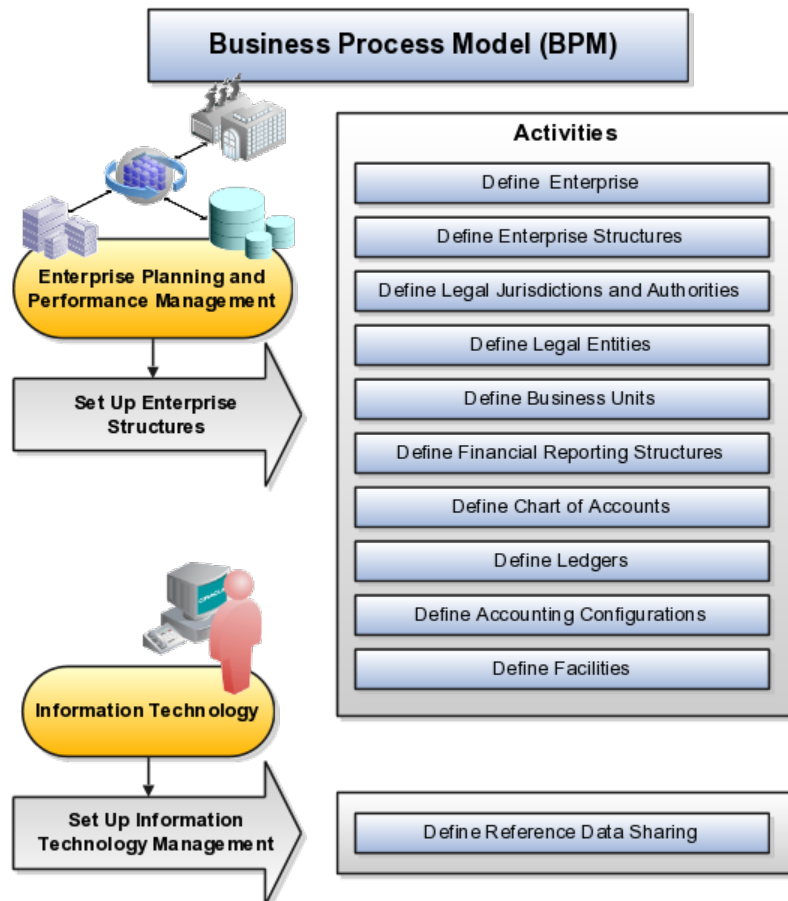 Business Process Model (BPM)
Activities
Define Enterprise
Define Enterprise Structures
Define Legal Jurisdictions and Authorities
Define Legal Entities
Define Business Units
Define Financial Reporting Structures
Define Chart of Accounts
Define Ledgers
Define Accounting Configurations
Define Facilities
Enterprise Planning and
Performance Management
Set Up Enterprise
Structures
ORACLE
Information Technology
Set Up Information
Technology Management
Define Reference Data Sharing